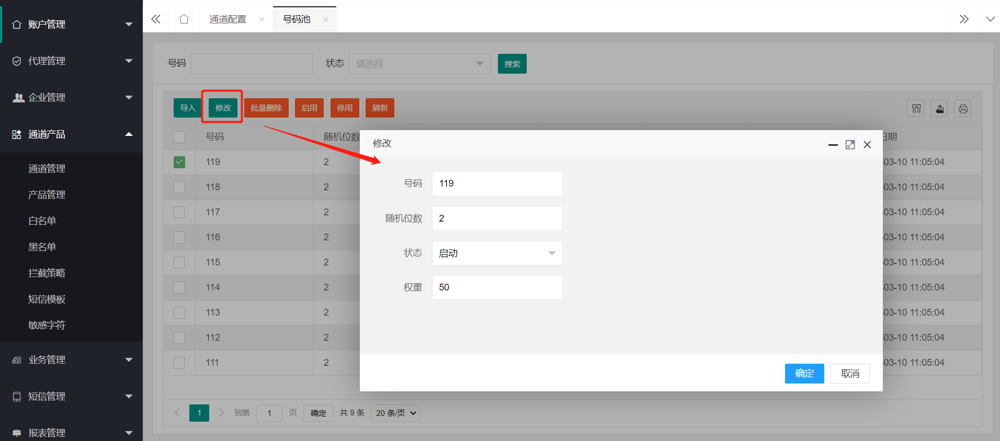 账户管理
代理管理
企业管理
通道产品
通道管理
产品管理
白名单
黑名单
拦截策略
短信模板
敏感字符
业务管理
短信管理
报表管理
通道配置
号码池
号码
状态 请选择 搜索
导入 修改 批量删除 启用 停用 刷新
号码 随机位数 日期
119 2 -03-10 11:05:04
118 2 -03-10 11:05:04
117 2 -03-10 11:05:04
116 2 -03-10 11:05:04
115 2 -03-10 11:05:04
114 2 -03-10 11:05:04
113 2 -03-10 11:05:04
112 2 -03-10 11:05:04
111 2 -03-10 11:05:04
修改
号码 119
随机位数 2
状态 启动
权重 50
确定 取消
1 到第 1 页 确定 共 9 条 20 条/页